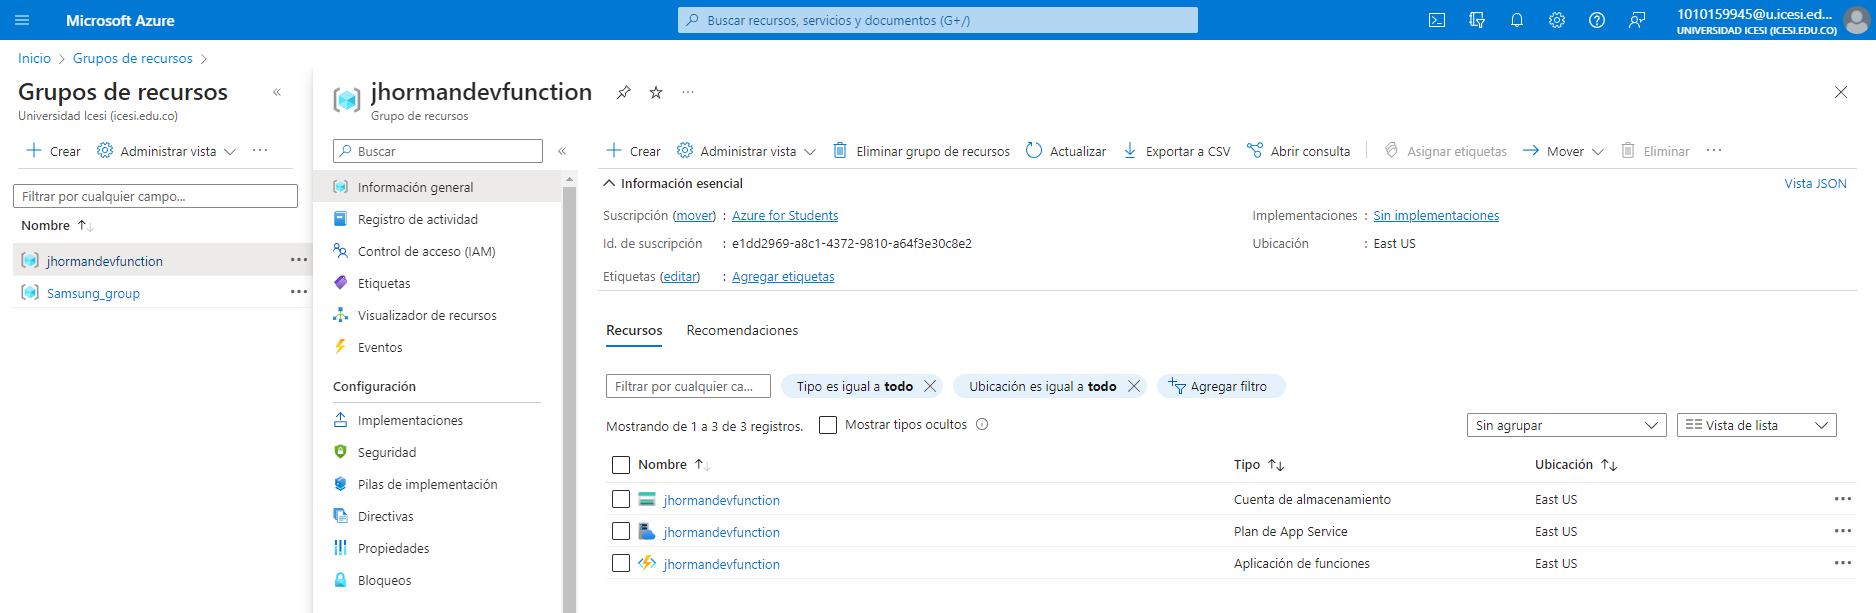 Microsoft Azure
Buscar recursos, servicios y documentos (G+/)
1010159945@u.icesi.ed...
UNIVERSIDAD ICESI (ICESI.EDU.CO)
Inicio > Grupos de recursos >
Grupos de recursos
Universidad Icesi (icesi.edu.co)
Crear Administrar vista ...
Filtrar por cualquier campo...
Nombre
jhormandevfunction
Samsung_group
jhormandevfunction
Grupo de recursos
Buscar
Información general
Registro de actividad
Control de acceso (IAM)
Etiquetas
Visualizador de recursos
Eventos
Configuración
Implementaciones
Seguridad
Pilas de implementación
Directivas
Propiedades
Bloqueos
Crear Administrar vista Eliminar grupo de recursos Actualizar Exportar a CSV Abrir consulta Asignar etiquetas Mover Eliminar ...
Información esencial Vista JSON
Suscripción (mover) : Azure for Students Implementaciones : Sin implementaciones
Id. de suscripción : e1dd2969-a8c1-4372-9810-a64f3e30c8e2 Ubicación : East US
Etiquetas (editar) : Agregar etiquetas
Recursos Recomendaciones
Filtrar por cualquier ca... Tipo es igual a todo Ubicación es igual a todo Agregar filtro
Mostrando de 1 a 3 de 3 registros. Mostrar tipos ocultos Sin agrupar Vista de lista
Nombre Tipo Ubicación
jhormandevfunction Cuenta de almacenamiento East US
jhormandevfunction Plan de App Service East US
jhormandevfunction Aplicación de funciones East US